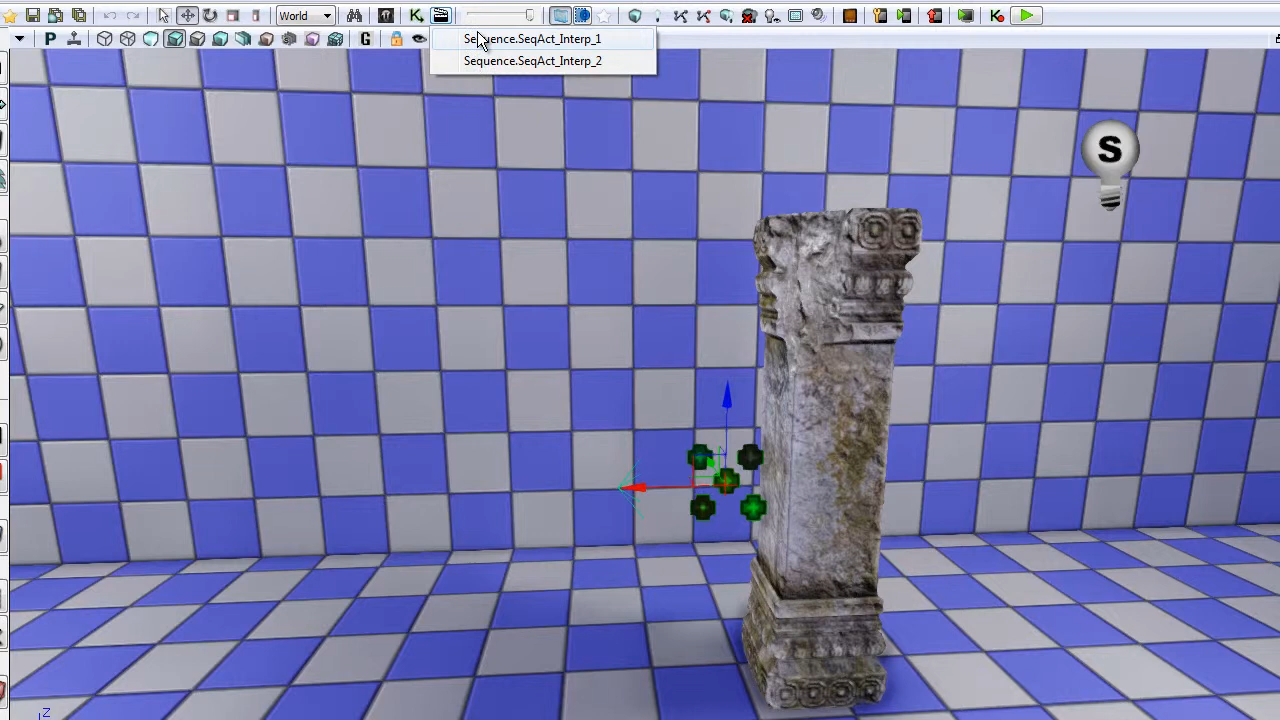 World
K
Sequence.SeqAct_Interp_1
P
G
Sequence.SeqAct_Interp_2
S
Z